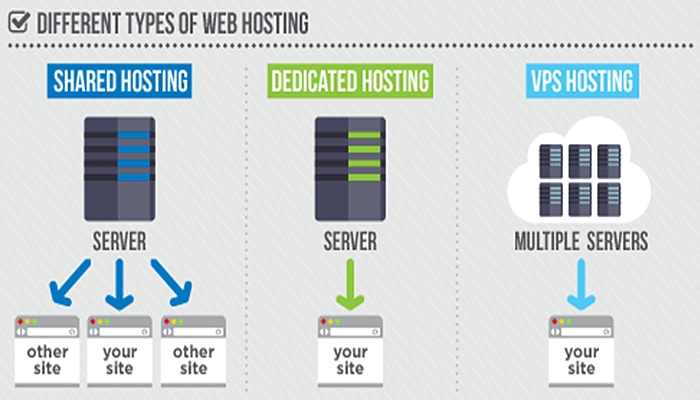 DIFFERENT TYPES OF WEB HOSTING
SHARED HOSTING
SERVER
other site
your site
other site
DEDICATED HOSTING
SERVER
your site
VPS HOSTING
MULTIPLE SERVERS
your site